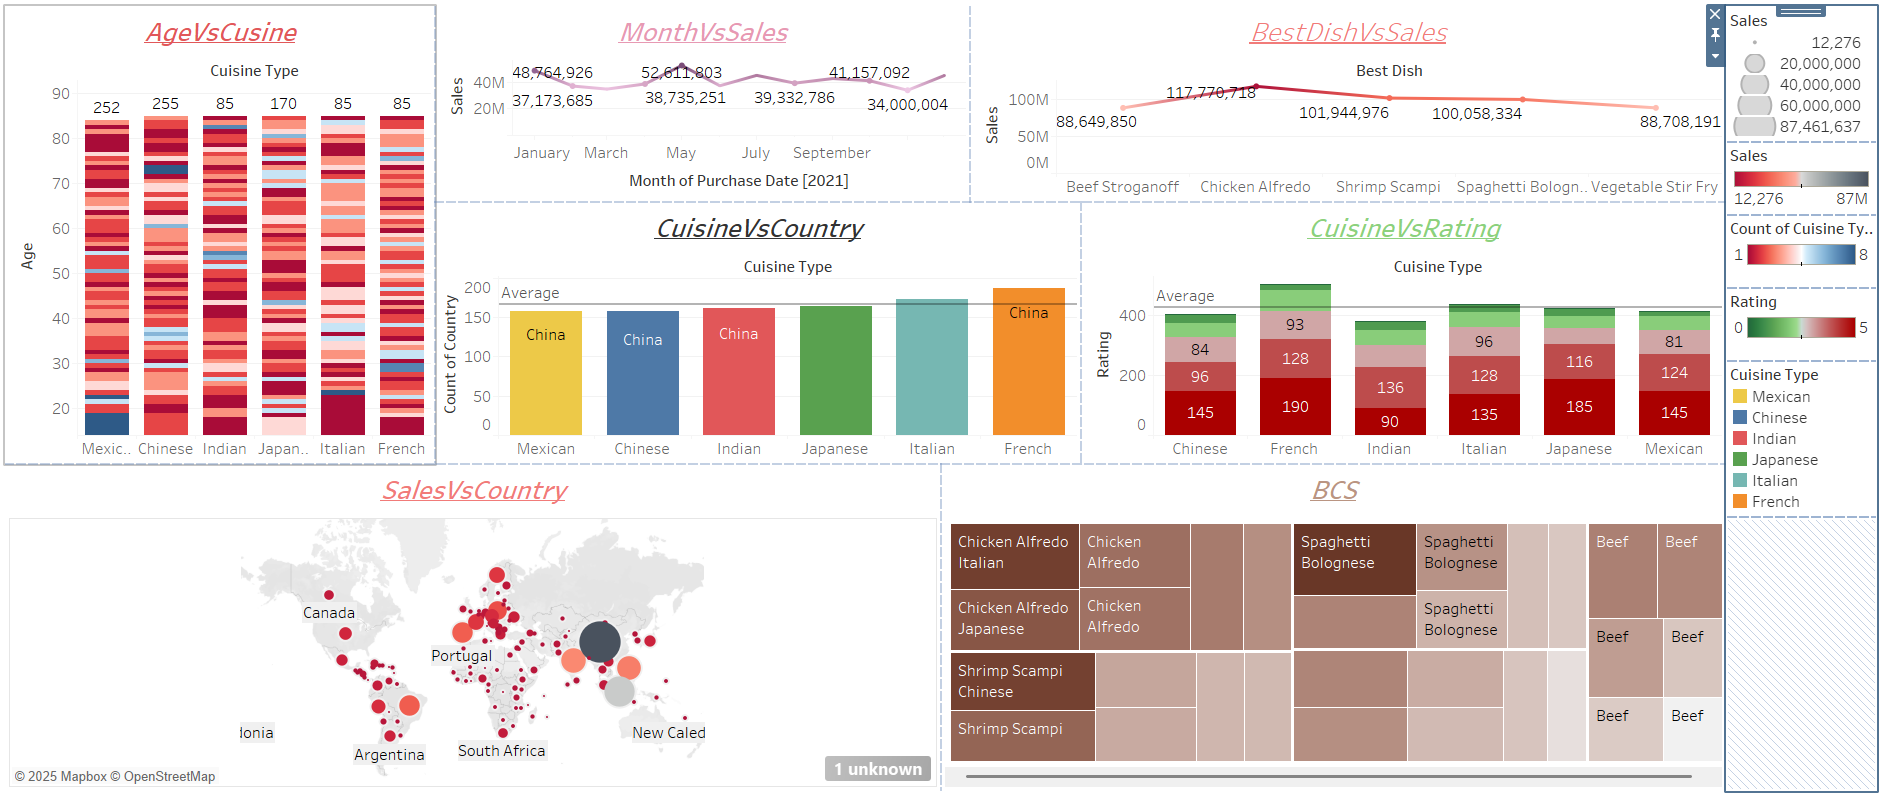 AgeVsCusine
Cuisine Type
Age
90
80
70
60
50
40
30
20
252
255
85
170
85
85
Mexic..
Chinese
Indian
Japan..
Italian
French
MonthVsSales
Sales
40M
20M
48,764,926
52,611,803
41,157,092
37,173,685
38,735,251
39,332,786
34,000,004
January
March
May
July
September
Month of Purchase Date [2021]
BestDishVsSales
Best Dish
Sales
100M
50M
0M
117,770,718
88,649,850
101,944,976
100,058,334
88,708,191
Beef Stroganoff
Chicken Alfredo
Shrimp Scampi
Spaghetti Bologn..
Vegetable Stir Fry
CuisineVsCountry
Cuisine Type
Count of Country
200
150
100
50
0
Average
China
China
China
China
Mexican
Chinese
Indian
Japanese
Italian
French
CuisineVsRating
Cuisine Type
Rating
400
200
0
Average
84
96
145
93
128
190
136
90
96
128
135
116
185
81
124
145
Chinese
French
Indian
Italian
Japanese
Mexican
SalesVsCountry
Canada
Portugal
donia
Argentina
South Africa
New Caled
© 2025 Mapbox © OpenStreetMap
1 unknown
BCS
Chicken Alfredo
Italian
Chicken
Alfredo
Chicken Alfredo
Japanese
Chicken
Alfredo
Shrimp Scampi
Chinese
Shrimp Scampi
Spaghetti
Bolognese
Spaghetti
Bolognese
Spaghetti
Bolognese
Beef
Beef
Beef
Beef
Beef
Beef
Sales
12,276
20,000,000
40,000,000
60,000,000
87,461,637
Sales
12,276
87M
Count of Cuisine Ty..
1
8
Rating
0
5
Cuisine Type
Mexican
Chinese
Indian
Japanese
Italian
French